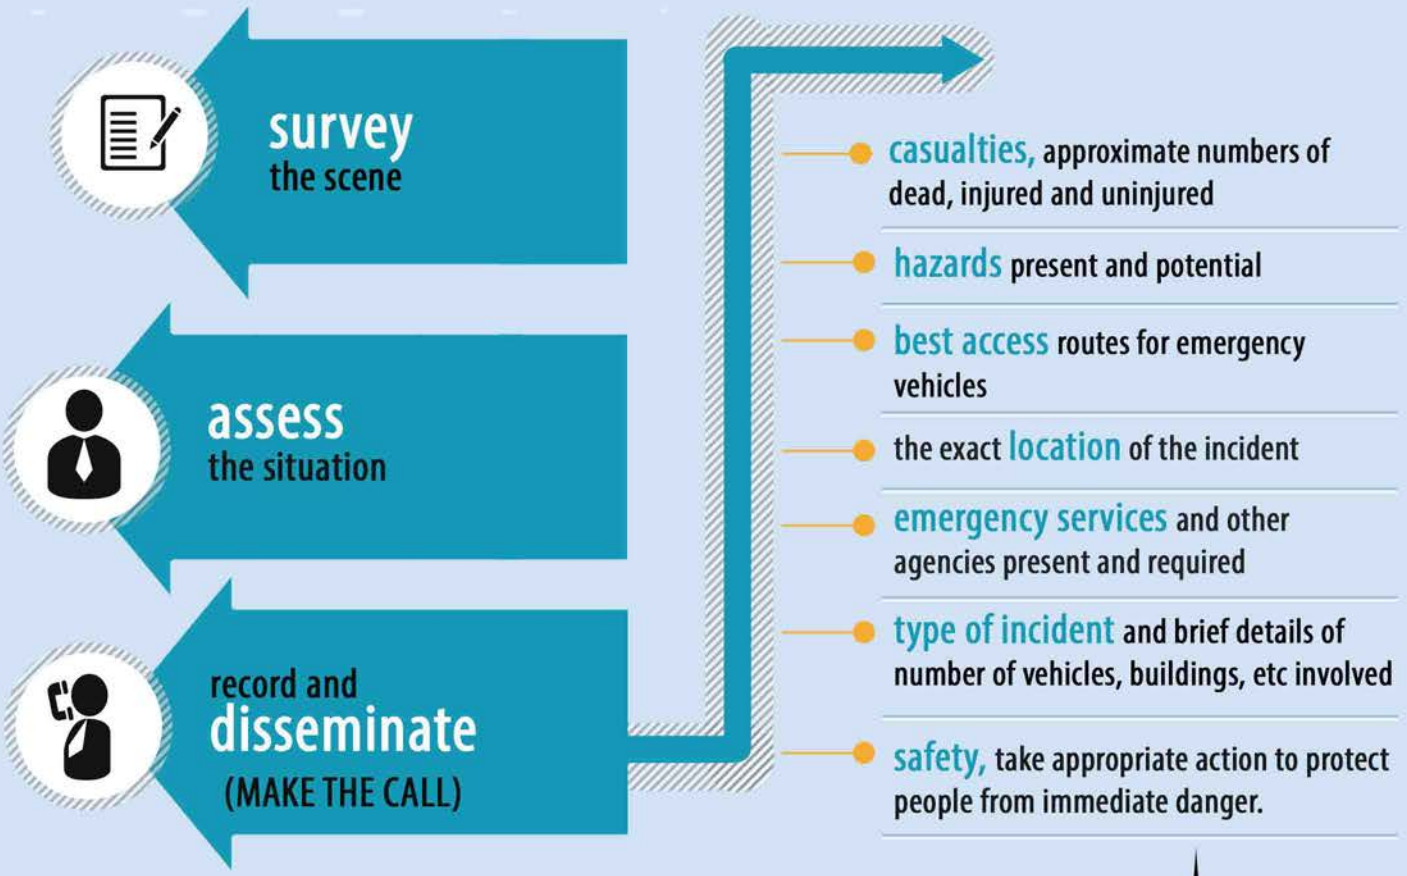 survey
the scene
assess
the situation
record and
disseminate
(MAKE THE CALL)
casualties, approximate numbers of
dead, injured and uninjured
hazards present and potential
best access routes for emergency
vehicles
the exact location of the incident
emergency services and other
agencies present and required
type of incident and brief details of
number of vehicles, buildings, etc involved
safety, take appropriate action to protect
people from immediate danger.